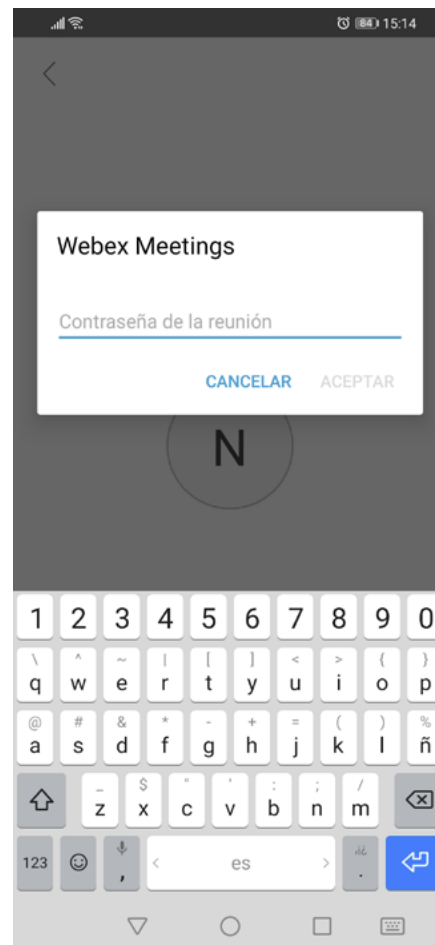 84 15:14
Webex Meetings
Contraseña de la reunión
CANCELAR ACEPTAR
N
1 2 3 4 5 6 7 8 9 0
\ ^ ~ | [ ] < > { }
q w e r t y u i o p
@ # & * - + = ( ) %
a s d f g h j k l ñ
_ $ " ' : ; /
z x c v b n m
123 , < es > ¡¿ .